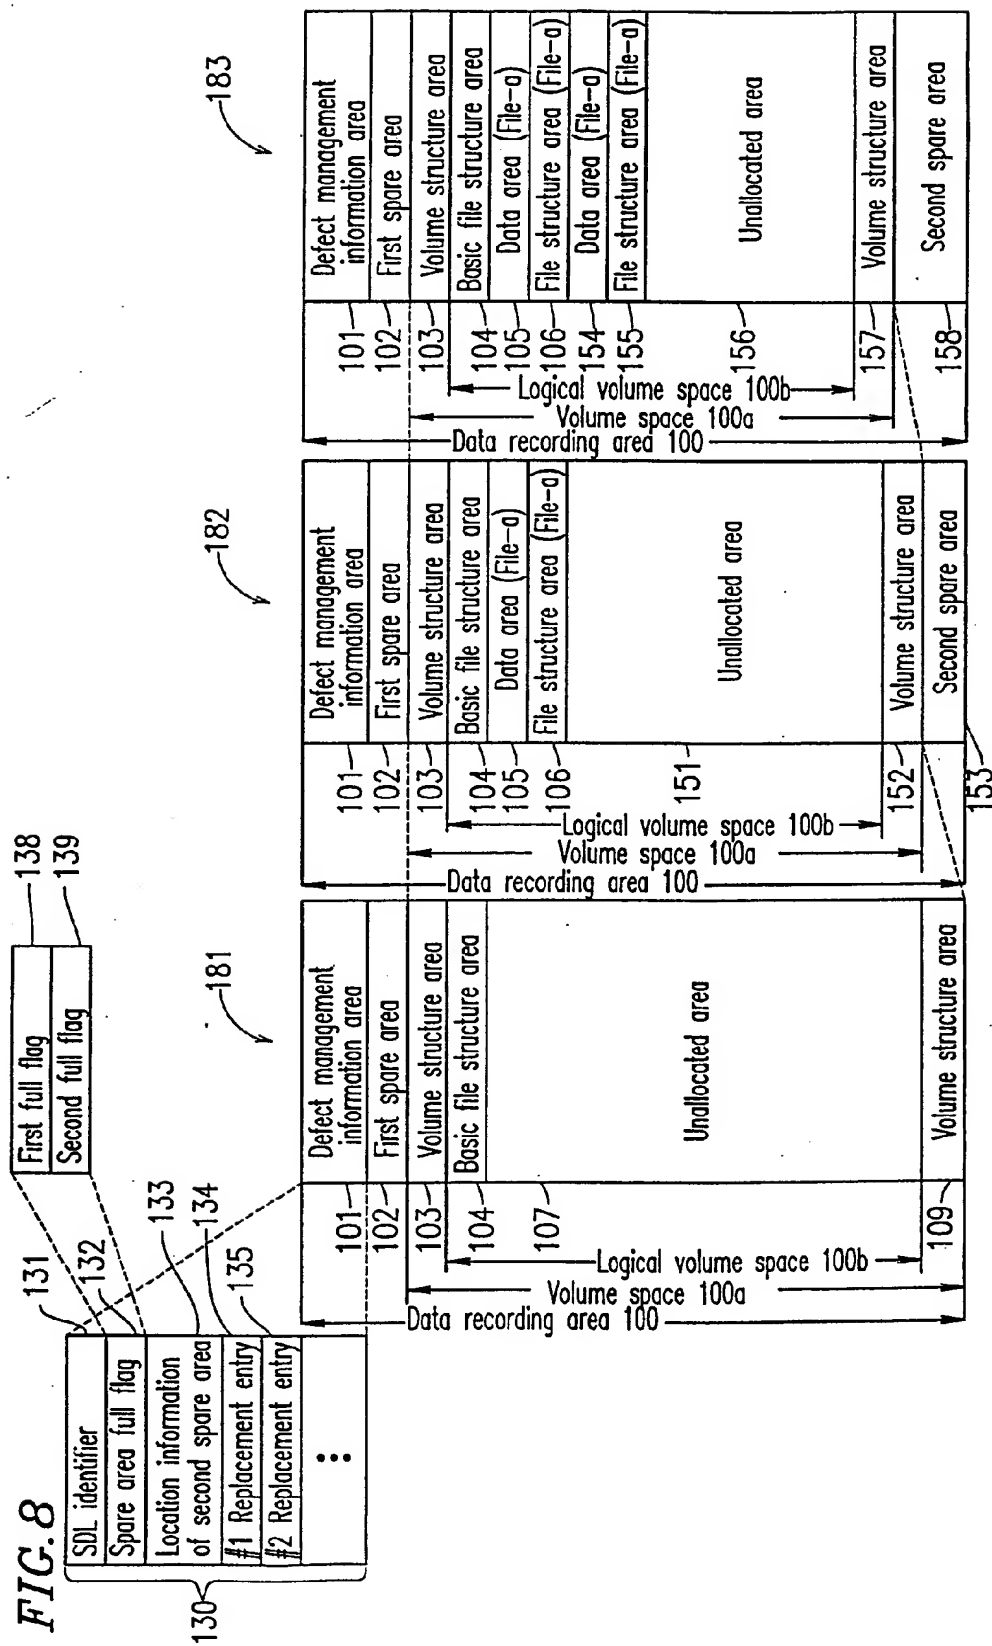 FIG.8
SDL identifier
Spare area full flag
Location information
of second spare area
#1 Replacement entry
#2 Replacement entry
130
131
132
133
134
135
First full flag
Second full flag
138
139
181
Defect management
information area
First spare area
Volume structure area
Basic file structure area
Unallocated area
Volume structure area
101
102
103
104
107
109
Logical volume space 100b
Volume space 100a
Data recording area 100
182
Defect management
information area
First spare area
Volume structure area
Basic file structure area
Data area (File-a)
File structure area (File-a)
Unallocated area
Volume structure area
Second spare area
101
102
103
104
105
106
151
152
153
Logical volume space 100b
Volume space 100a
Data recording area 100
183
Defect management
information area
First spare area
Volume structure area
Basic file structure area
Data area (File-a)
File structure area (File-a)
Data area (File-a)
File structure area (File-a)
Unallocated area
Volume structure area
Second spare area
101
102
103
104
105
106
154
155
156
157
158
Logical volume space 100b
Volume space 100a
Data recording area 100